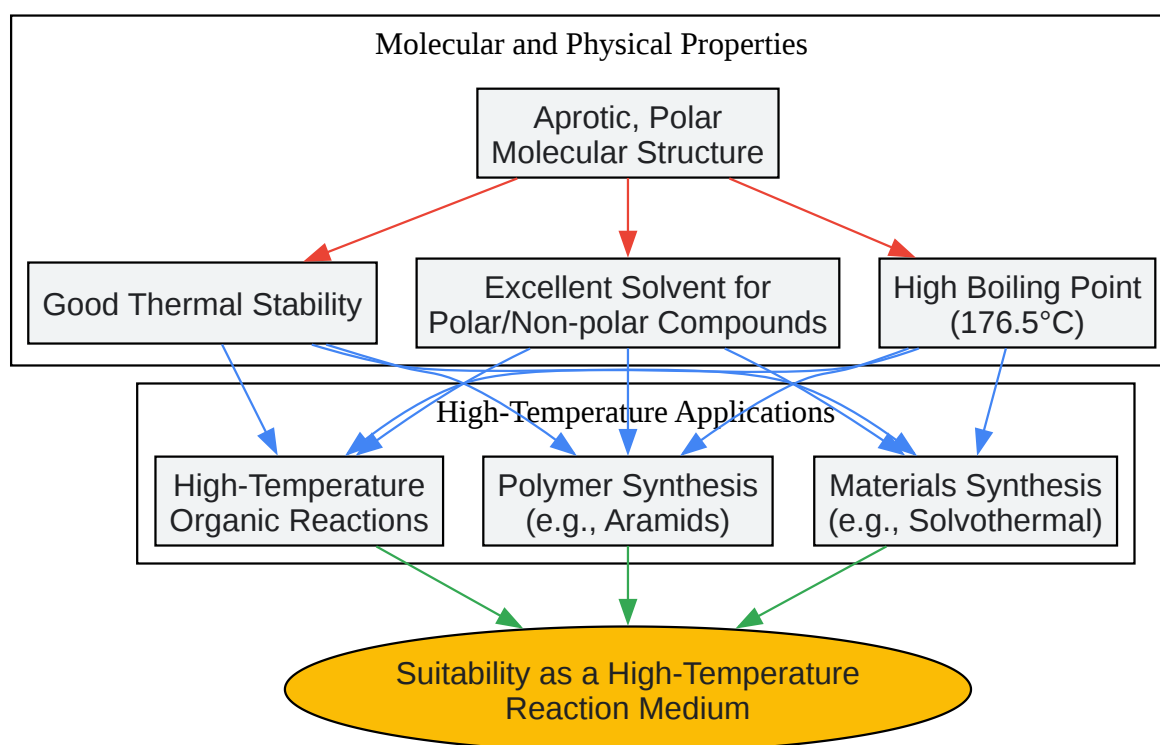 Molecular and Physical Properties
Aprotic, Polar
Molecular Structure
Good Thermal Stability
Excellent Solvent for
Polar/Non-polar Compounds
High Boiling Point
(176.5°C)
High-Temperature Applications
High-Temperature
Organic Reactions
Polymer Synthesis
(e.g., Aramids)
Materials Synthesis
(e.g., Solvothermal)
Suitability as a High-Temperature
Reaction Medium